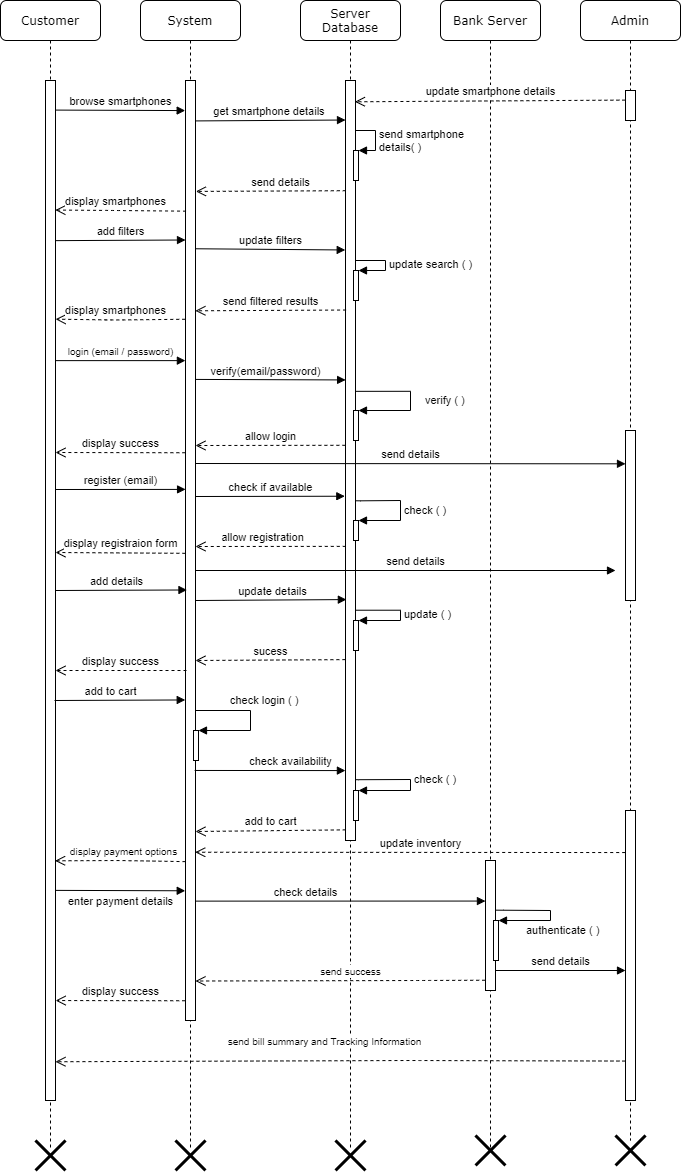 Customer
System
Server
Database
Bank Server
Admin
update smartphone details
browse smartphones
get smartphone details
send smartphone
details( )
send details
display smartphones
add filters
update filters
update search ( )
send filtered results
display smartphones
login (email / password)
verify(email/password)
verify ( )
allow login
display success
send details
register (email)
check if available
check ( )
allow registration
display registraion form
send details
add details
update details
update ( )
sucess
display success
add to cart
check login ( )
check availability
check ( )
add to cart
update inventory
display payment options
enter payment details
check details
authenticate ( )
send details
send success
display success
send bill summary and Tracking Information